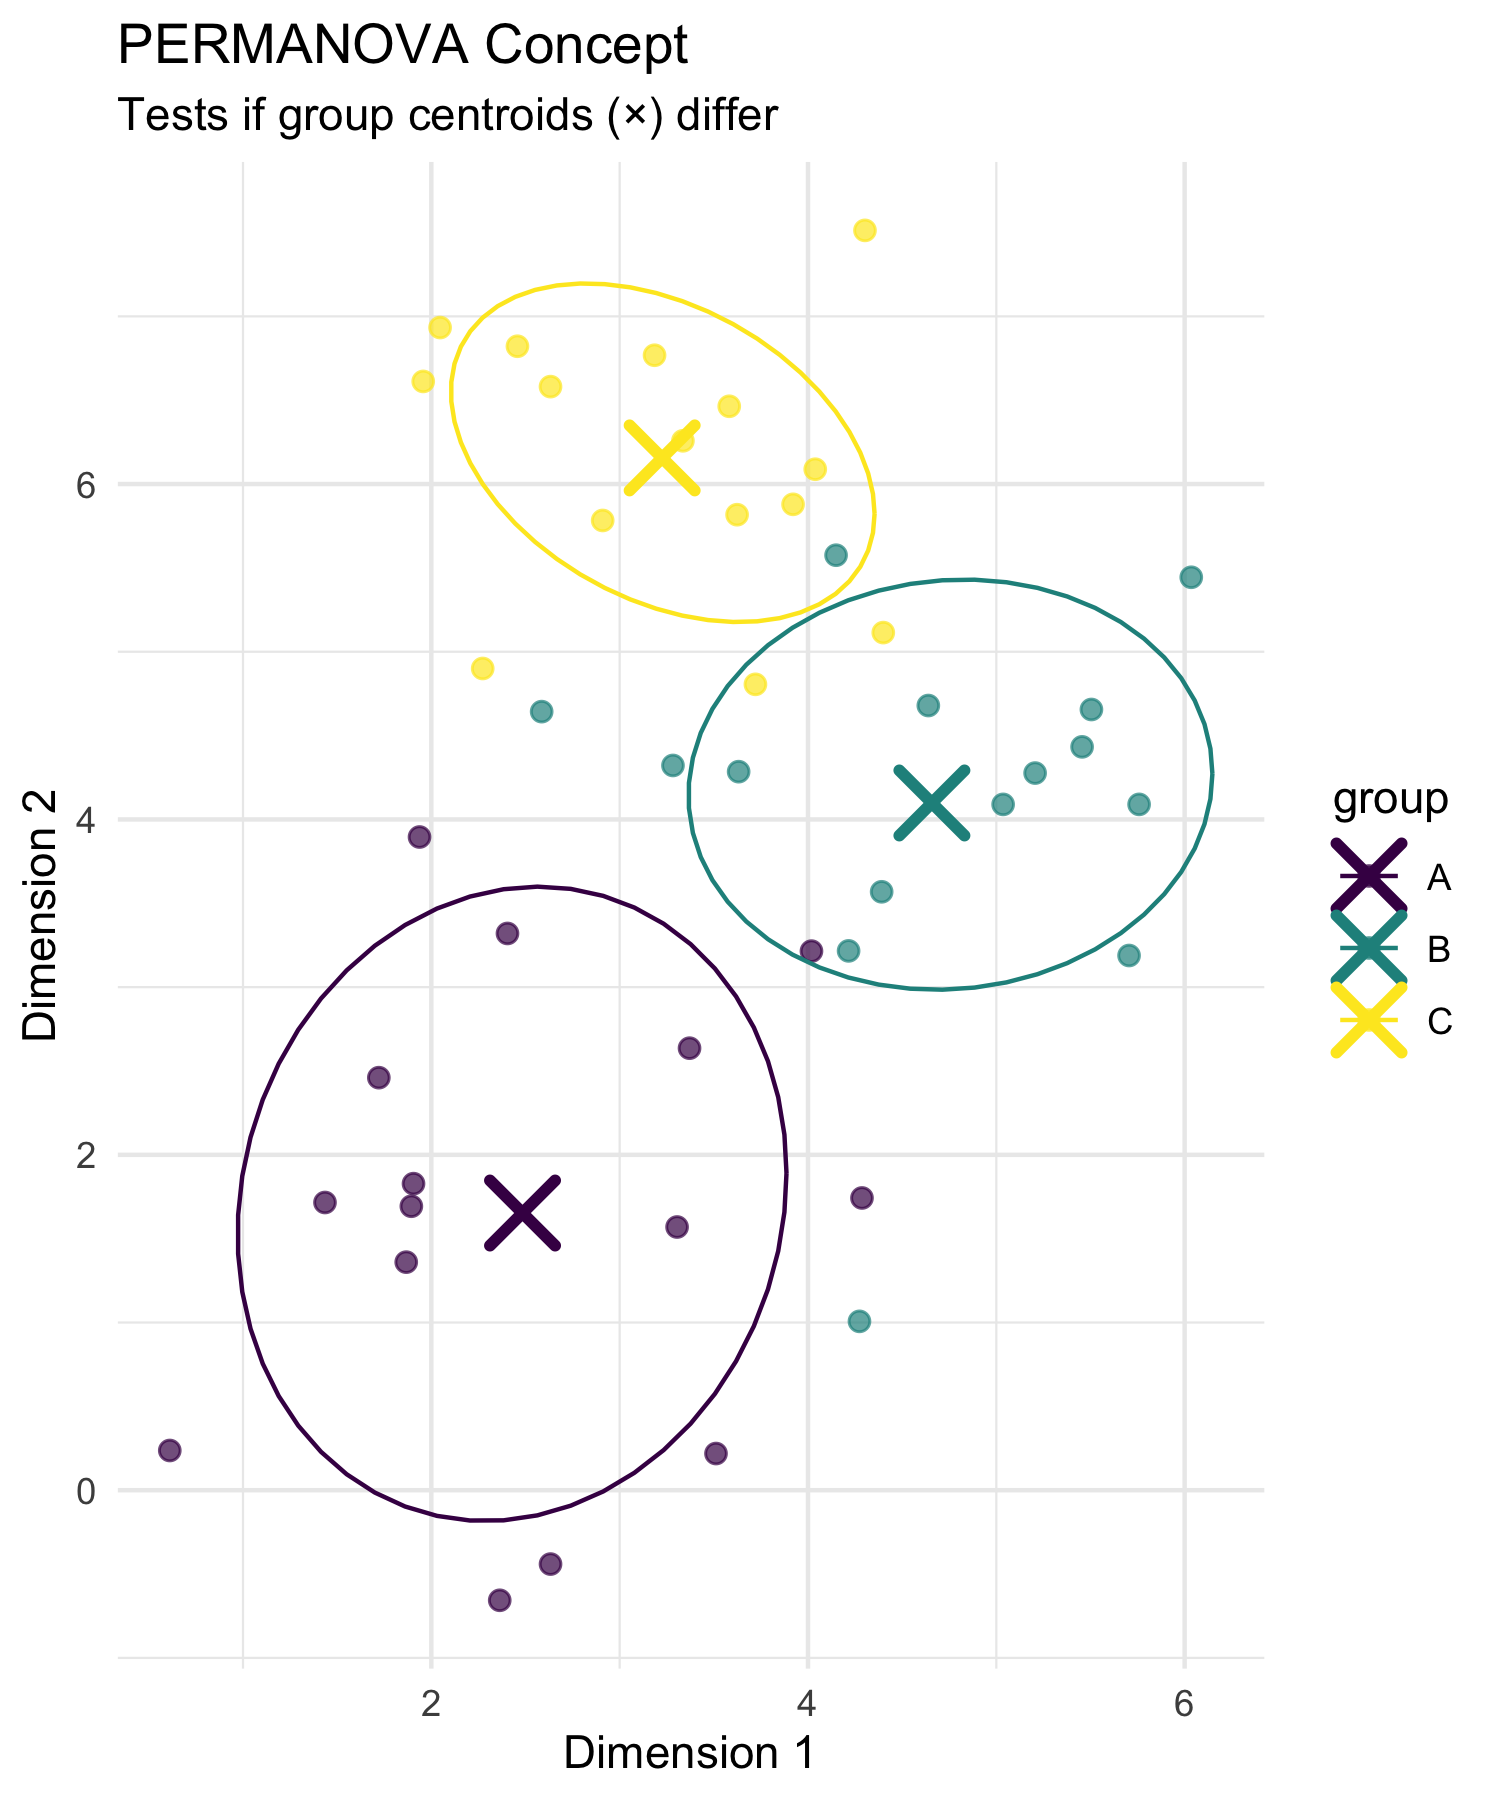 PERMANOVA Concept
Tests if group centroids (×) differ
6
4
2
0
Dimension 2
2 4 6
Dimension 1
group
A
B
C